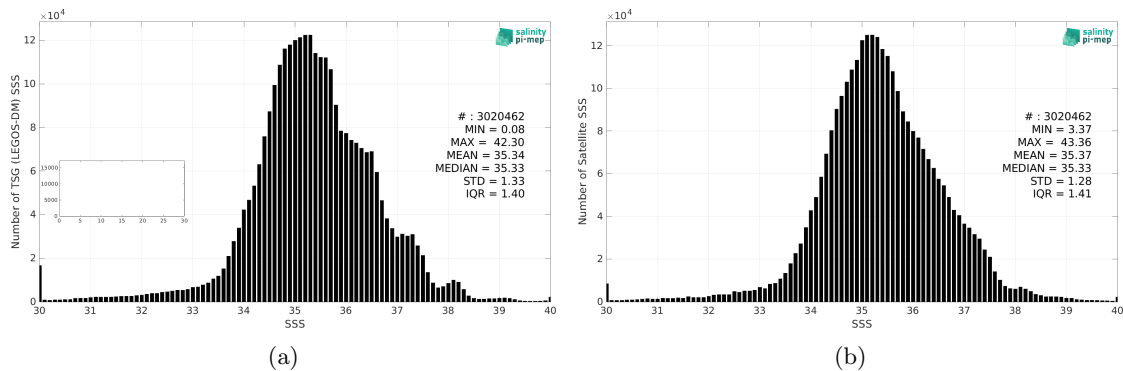 ×10⁴
12
10
8
6
4
2
0
Number of TSG (LEGOS-DM) SSS
15000
10000
5000
0
0 5 10 15 20 25 30
salinity
pi-mep
# : 3020462
MIN = 0.08
MAX = 42.30
MEAN = 35.34
MEDIAN = 35.33
STD = 1.33
IQR = 1.40
30 31 32 33 34 35 36 37 38 39 40
SSS
(a)
×10⁴
12
10
8
6
4
2
0
Number of Satellite SSS
salinity
pi-mep
# : 3020462
MIN = 3.37
MAX = 43.36
MEAN = 35.37
MEDIAN = 35.33
STD = 1.28
IQR = 1.41
30 31 32 33 34 35 36 37 38 39 40
SSS
(b)